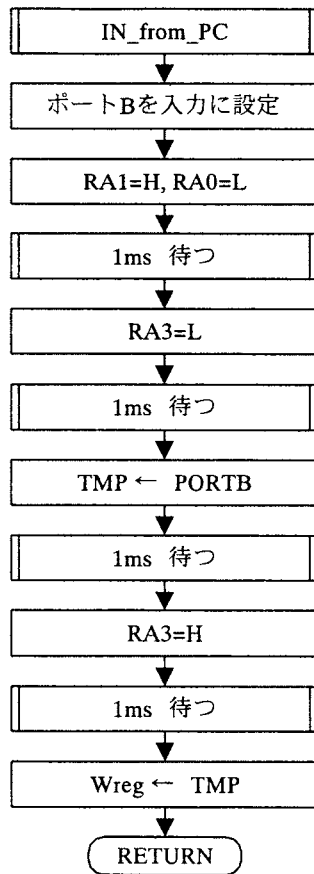 IN_from_PC
ポートBを入力に設定
RA1=H, RA0=L
1ms 待つ
RA3=L
1ms 待つ
TMP ← PORTB
1ms 待つ
RA3=H
1ms 待つ
Wreg ← TMP
RETURN